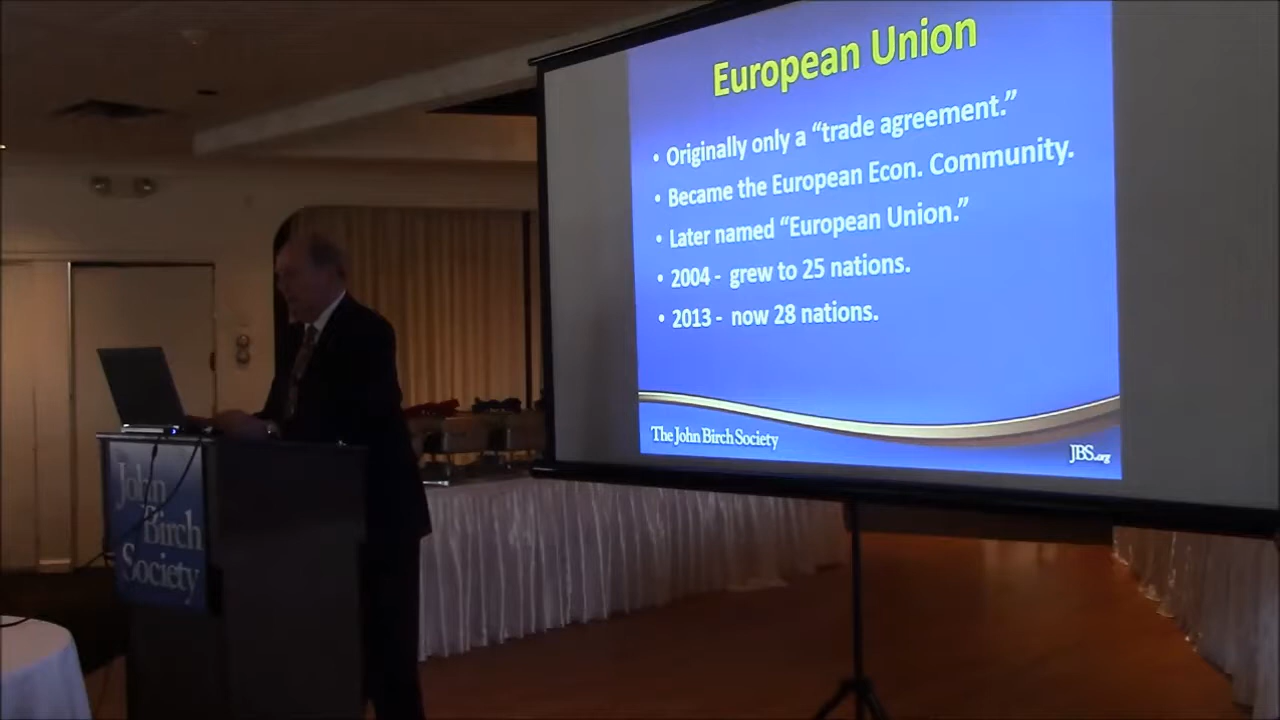 European Union
• Originally only a “trade agreement.”
• Became the European Econ. Community.
• Later named “European Union.”
• 2004 - grew to 25 nations.
• 2013 - now 28 nations.
The John Birch Society
JBS.org
John
Birch
Society